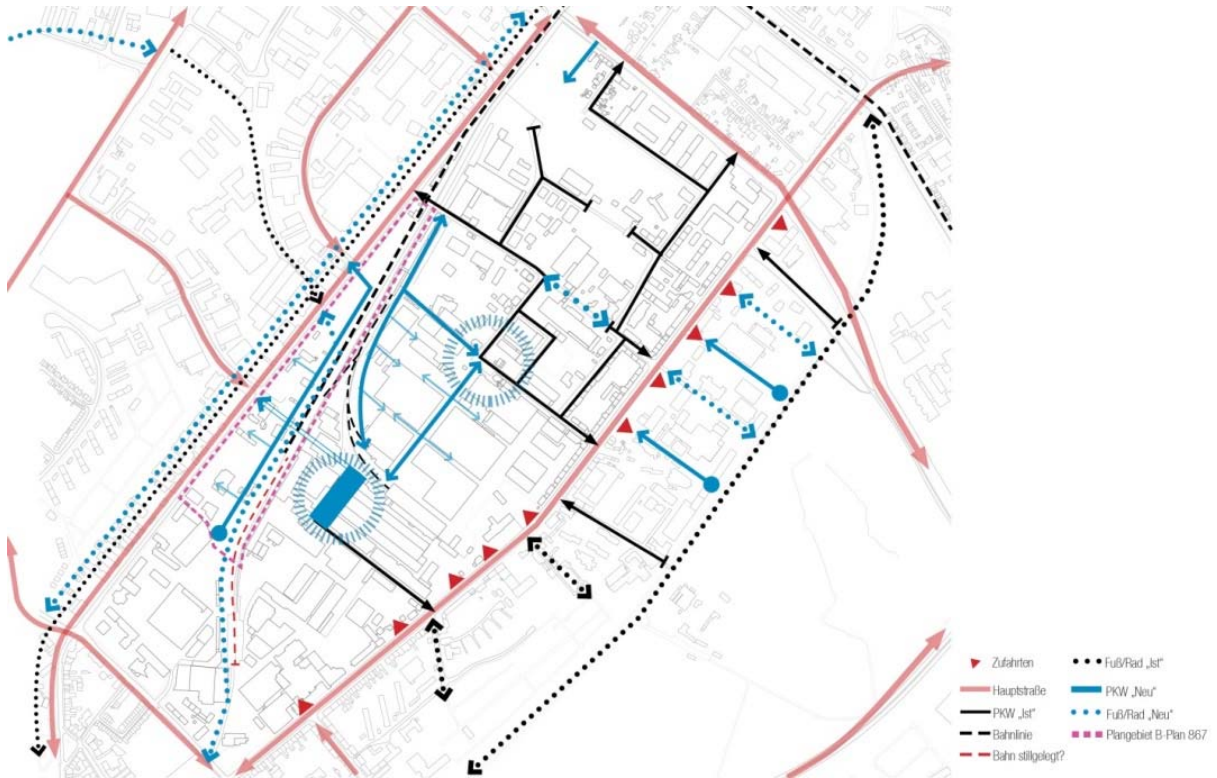 Zufahrten
Hauptstraße
PKW „Ist“
Bahnlinie
Bahn stillgelegt?
Fuß/Rad „Ist“
PKW „Neu“
Fuß/Rad „Neu“
Plangebiet B-Plan 867